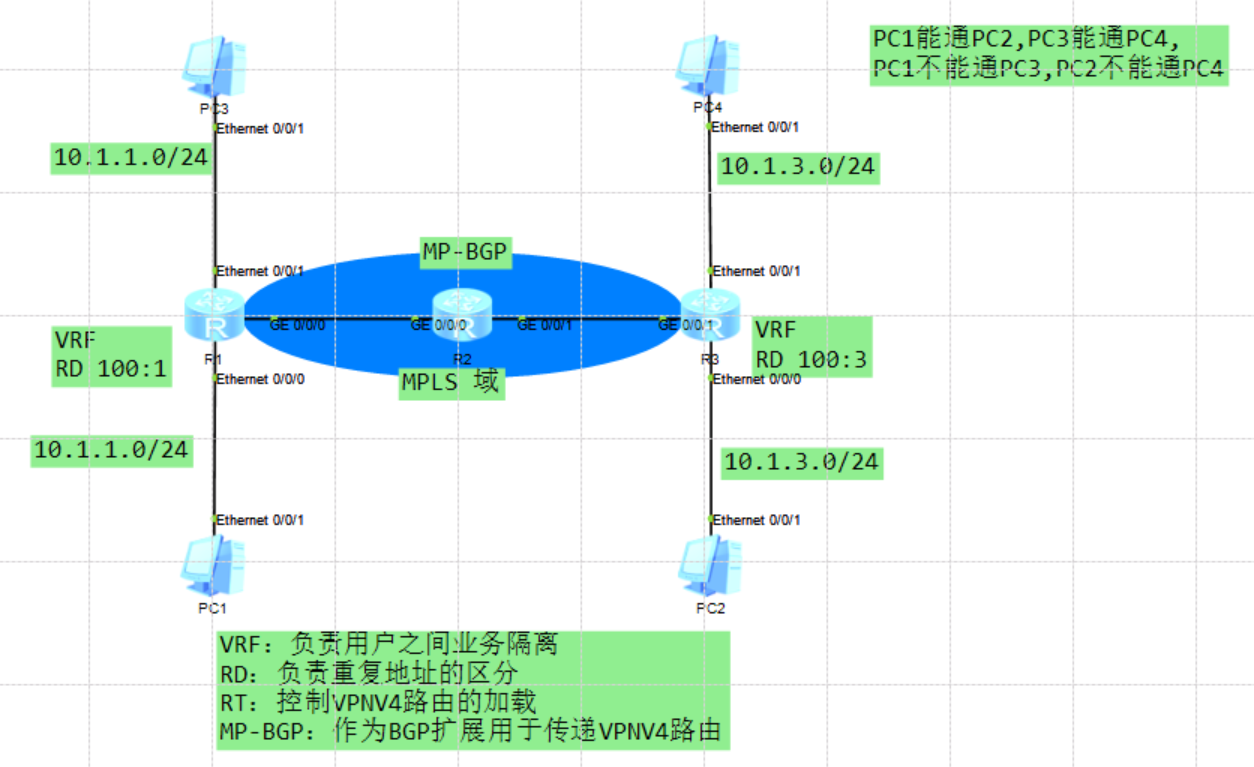 PC1能通PC2,PC3能通PC4,
PC1不能通PC3,PC2不能通PC4
PC3
PC4
Ethernet 0/0/1
Ethernet 0/0/1
10.1.1.0/24
10.1.3.0/24
MP-BGP
Ethernet 0/0/1
Ethernet 0/0/1
GE 0/0/0
GE 0/0/0
GE 0/0/1
GE 0/0/1
VRF
RD 100:1
VRF
RD 100:3
R1
R2
R3
Ethernet 0/0/0
MPLS 域
Ethernet 0/0/0
10.1.1.0/24
10.1.3.0/24
Ethernet 0/0/1
Ethernet 0/0/1
PC1
PC2
VRF: 负责用户之间业务隔离
RD: 负责重复地址的区分
RT: 控制VPNV4路由的加载
MP-BGP: 作为BGP扩展用于传递VPNV4路由